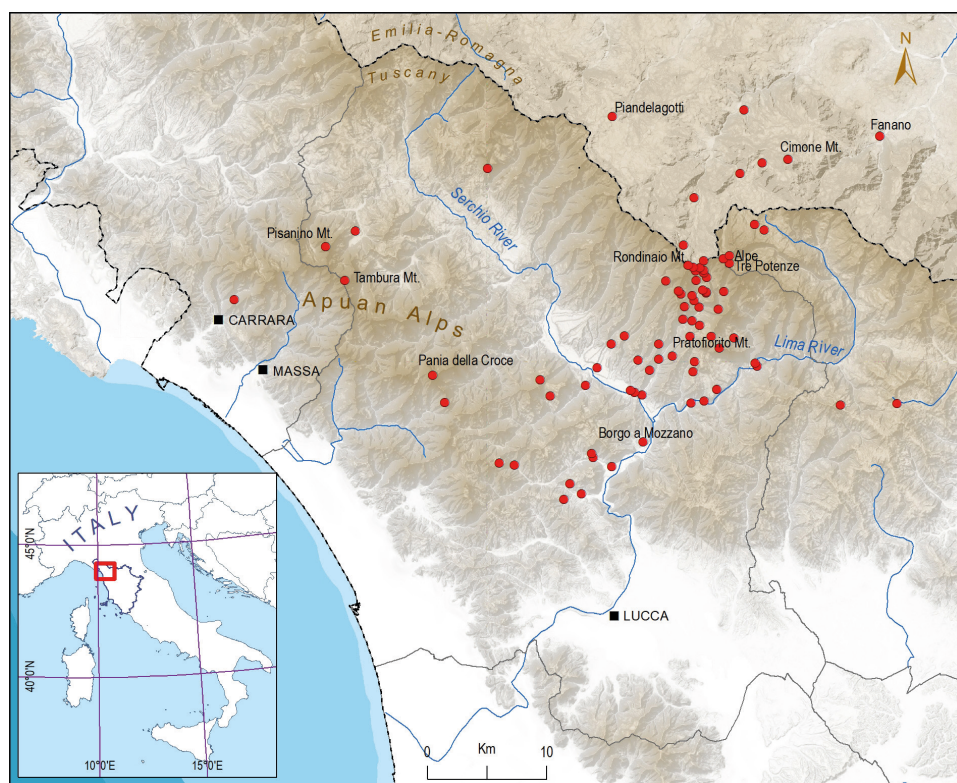 Emilia-Romagna
Tuscany
N
Piandelagotti
Fanano
Cimone Mt.
Serchio River
Pisanino Mt.
Rondinaio Mt.
Alpe
Tre Potenze
Tambura Mt.
Apuan Alps
CARRARA
Pratofiorito Mt.
Lima River
Pania della Croce
MASSA
Borgo a Mozzano
ITALY
45°0'N
40°0'N
10°0'E
15°0'E
LUCCA
0 Km 10